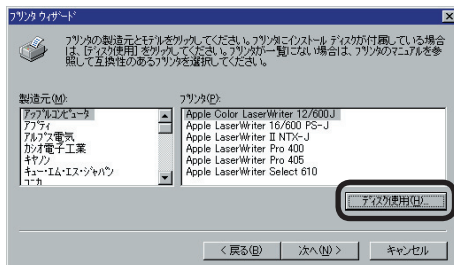 プリンタ ウィザード
プリンタの製造元とモデルをクリックしてください。プリンタにインストール ディスクが付属している場合
は、[ディスク使用] をクリックしてください。プリンタが一覧にない場合は、プリンタのマニュアルを参
照して互換性のあるプリンタを選択してください。
製造元(M):
プリンタ(P):
アップルコンピュータ
アプティ
アルプス電気
カシオ電子工業
キヤノン
キュー・エム・エス・ジャパン
コニカ
Apple Color LaserWriter 12/600J
Apple LaserWriter 16/600 PS-J
Apple LaserWriter II NTX-J
Apple LaserWriter Pro 400
Apple LaserWriter Pro 405
Apple LaserWriter Select 610
ディスク使用(H)...
< 戻る(B)
次へ(N) >
キャンセル